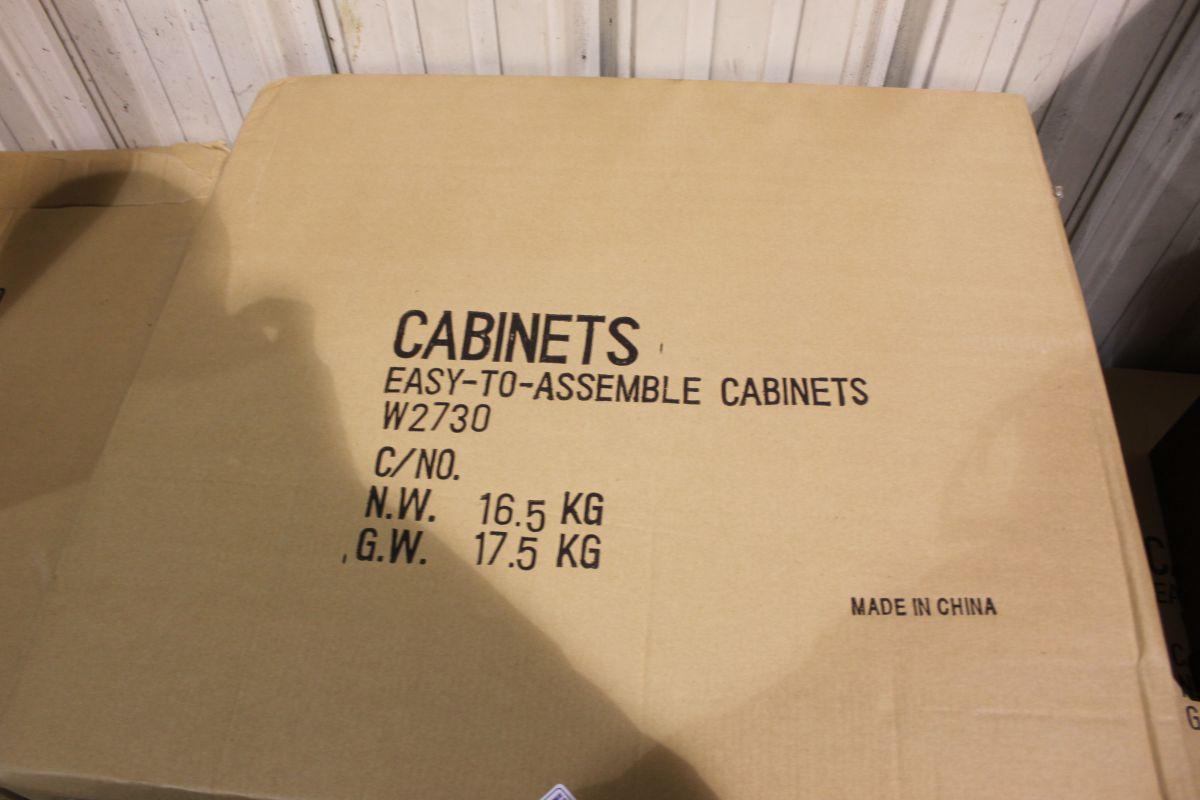 CABINETS
EASY-TO-ASSEMBLE CABINETS
W2730
C/NO.
N.W. 16.5 KG
G.W. 17.5 KG
MADE IN CHINA